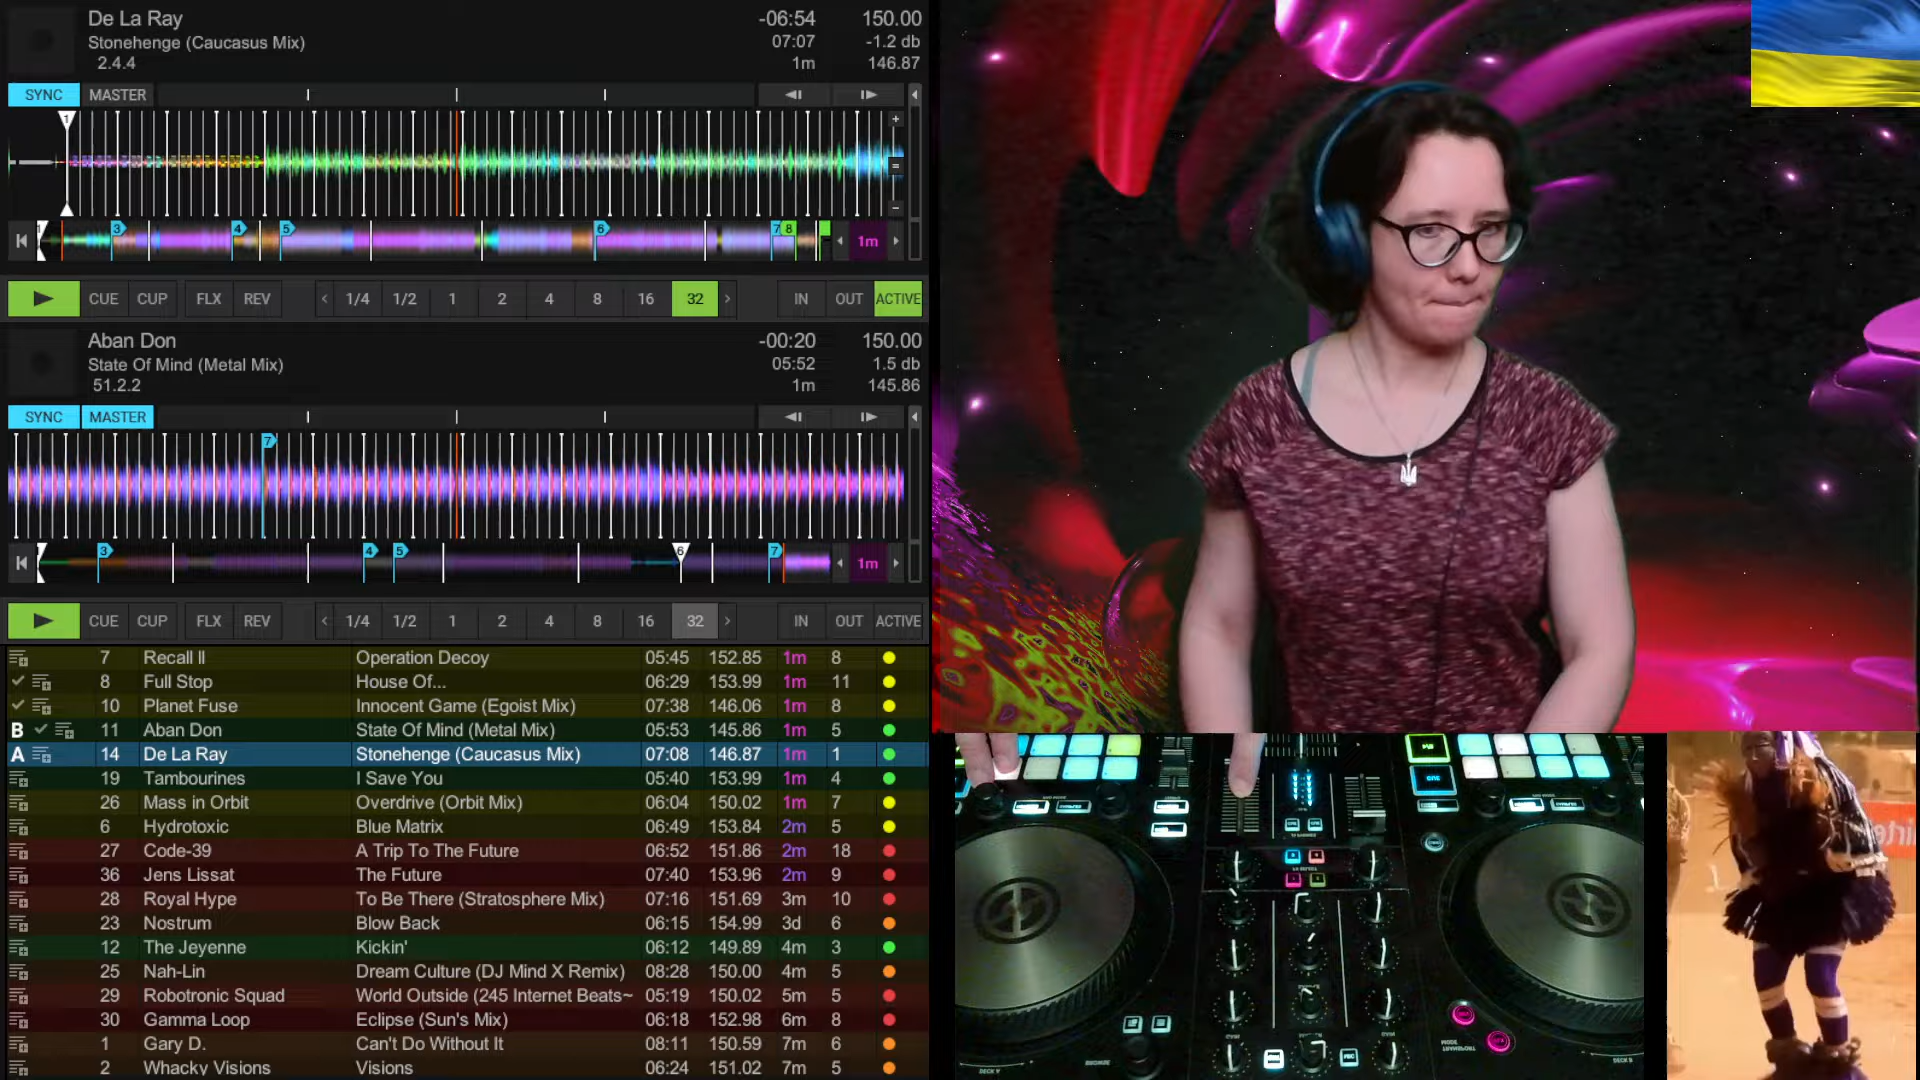 De La Ray -06:54 150.00
Stonehenge (Caucasus Mix) 07:07 -1.2 db
2.4.4 1m 146.87
SYNC MASTER
1
3 4 5 6 7 8 1m
CUE CUP FLX REV 1/4 1/2 1 2 4 8 16 32 IN OUT ACTIVE
Aban Don -00:20 150.00
State Of Mind (Metal Mix) 05:52 1.5 db
51.2.2 1m 145.86
SYNC MASTER
7
3 4 5 6 7 1m
CUE CUP FLX REV 1/4 1/2 1 2 4 8 16 32 IN OUT ACTIVE
7 Recall II Operation Decoy 05:45 152.85 1m 8
8 Full Stop House Of... 06:29 153.99 1m 11
10 Planet Fuse Innocent Game (Egoist Mix) 07:38 146.06 1m 8
B 11 Aban Don State Of Mind (Metal Mix) 05:53 145.86 1m 5
A 14 De La Ray Stonehenge (Caucasus Mix) 07:08 146.87 1m 1
19 Tambourines I Save You 05:40 153.99 1m 4
26 Mass in Orbit Overdrive (Orbit Mix) 06:04 150.02 1m 7
6 Hydrotoxic Blue Matrix 06:49 153.84 2m 5
27 Code-39 A Trip To The Future 06:52 151.86 2m 18
36 Jens Lissat The Future 07:40 153.96 2m 9
28 Royal Hype To Be There (Stratosphere Mix) 07:16 151.69 3m 10
23 Nostrum Blow Back 06:15 154.99 3d 6
12 The Jeyenne Kickin' 06:12 149.89 4m 3
25 Nah-Lin Dream Culture (DJ Mind X Remix) 08:28 150.00 4m 5
29 Robotronic Squad World Outside (245 Internet Beats~ 05:19 150.02 5m 5
30 Gamma Loop Eclipse (Sun's Mix) 06:18 152.98 6m 8
1 Gary D. Can't Do Without It 08:11 150.59 7m 6
2 Whacky Visions Visions 06:24 151.02 7m 5